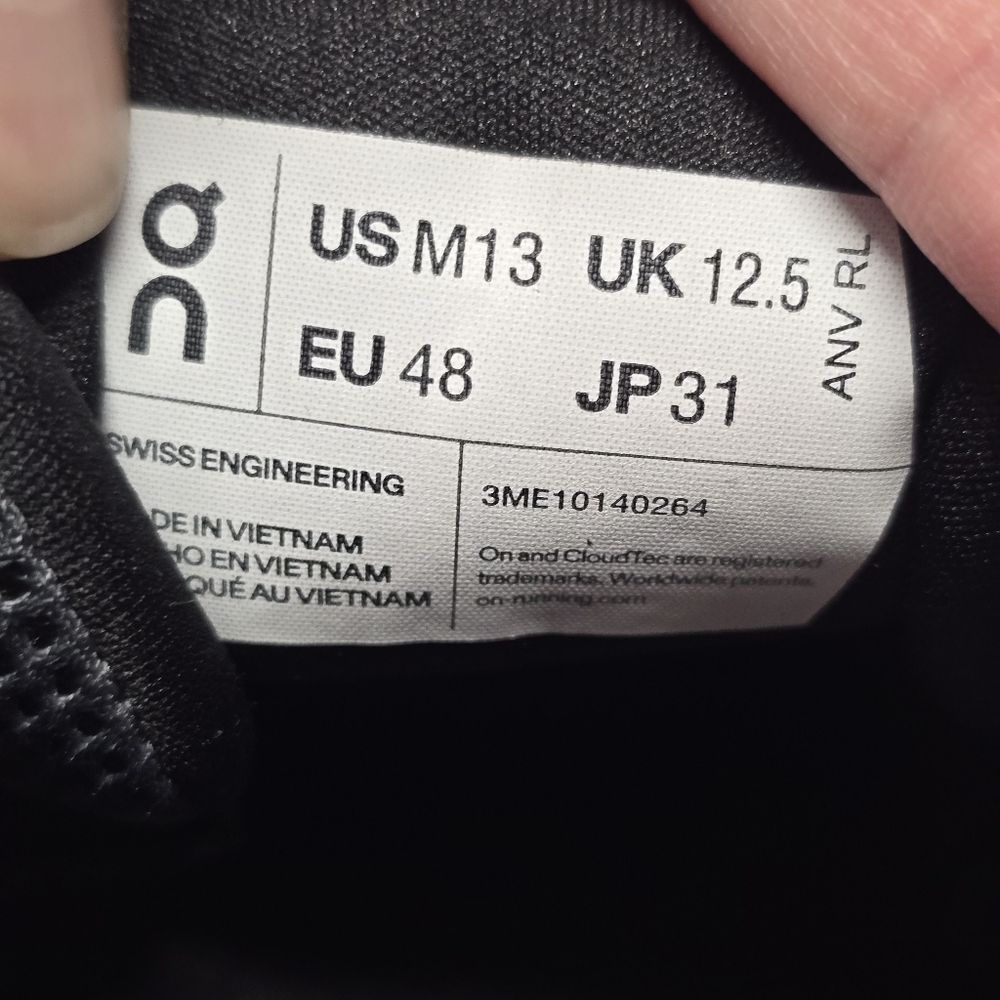 On
US M13 UK 12.5
EU 48 JP 31
ANV RL
SWISS ENGINEERING
DE IN VIETNAM
HO EN VIETNAM
QUÉ AU VIETNAM
3ME10140264
On and CloudTec are registered
trademarks. Worldwide patents.
on-running.com